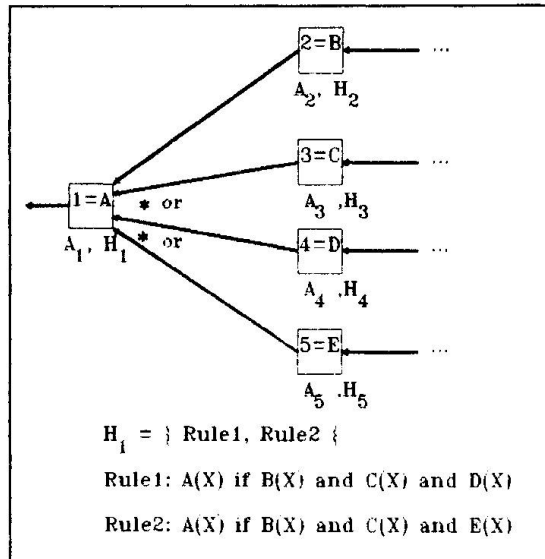 2=B
...
A2, H2
3=C
...
1=A
* or
A3 ,H3
A1, H1
* or
4=D
...
A4 ,H4
5=E
...
A5 ,H5
H1 = } Rule1, Rule2 {
Rule1: A(X) if B(X) and C(X) and D(X)
Rule2: A(X) if B(X) and C(X) and E(X)